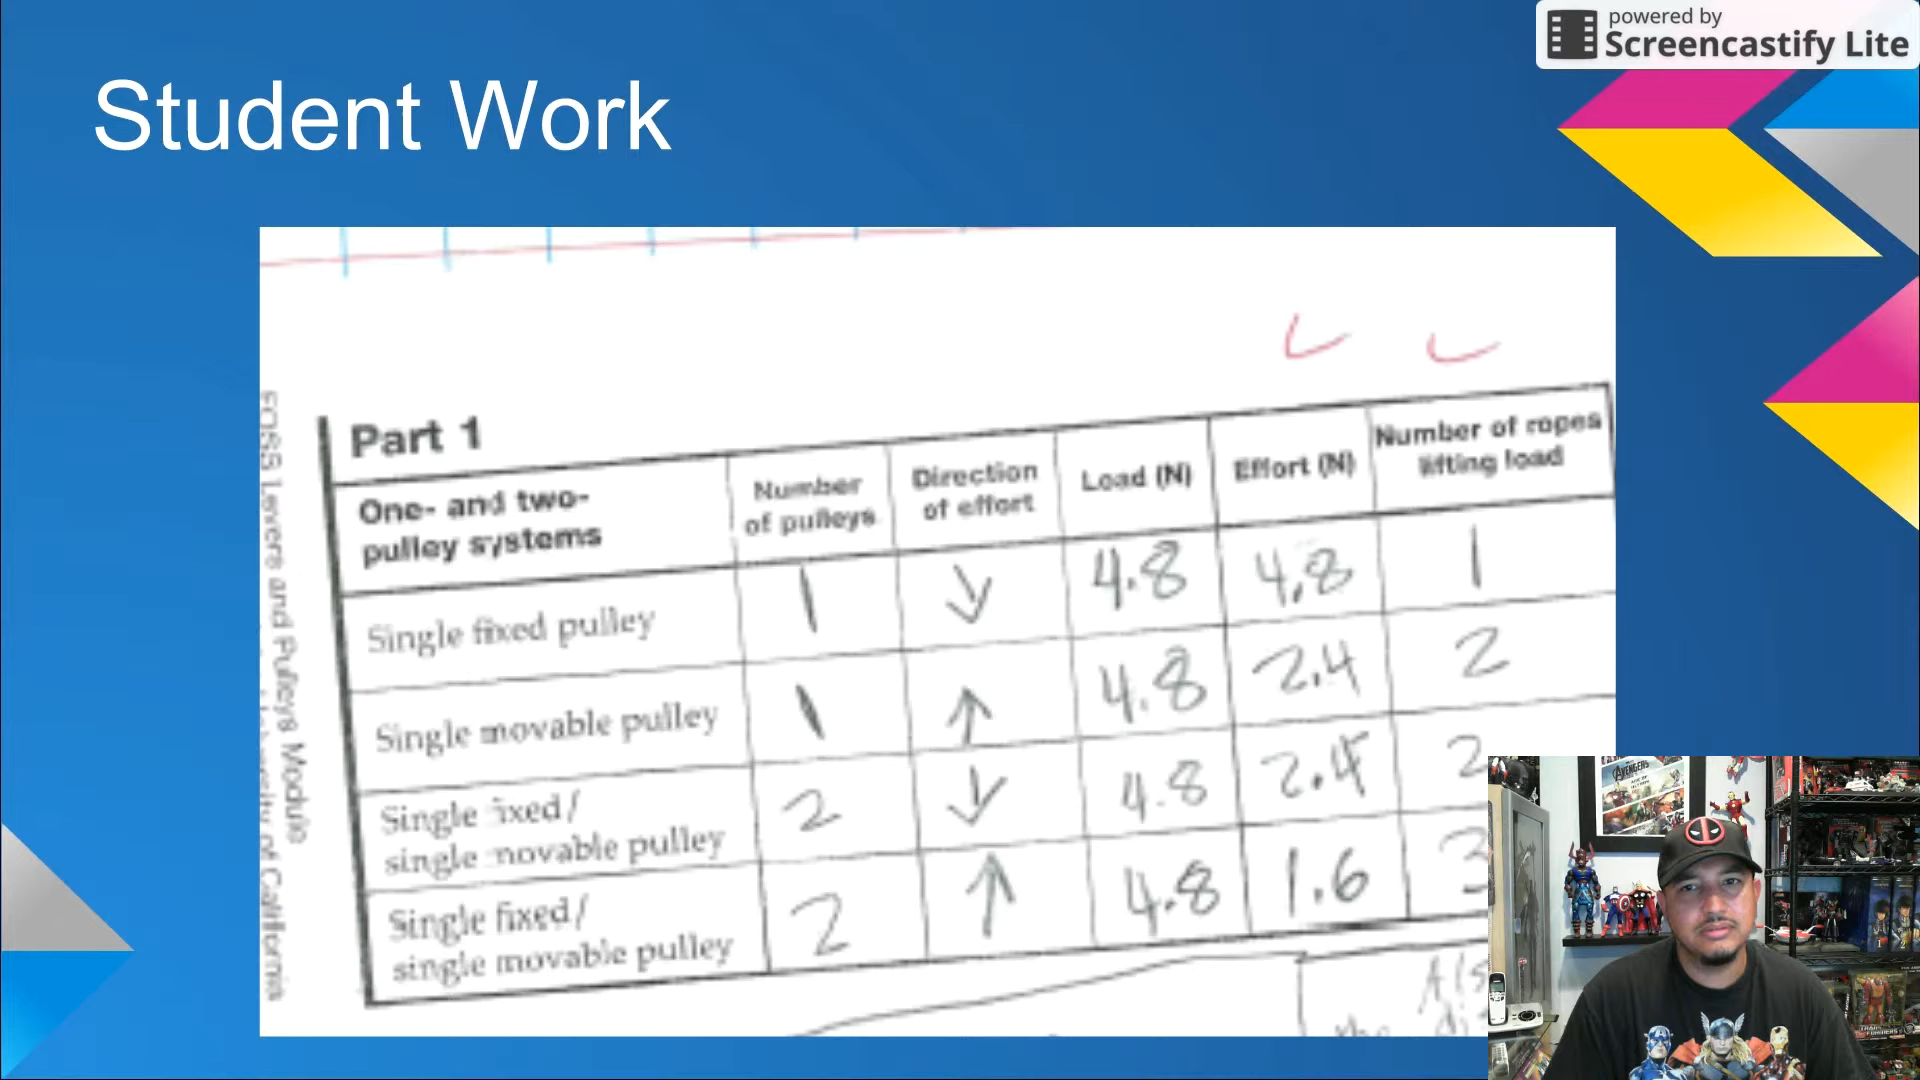 powered by
Screencastify Lite
Student Work
Part 1
One- and two-
pulley systems
Number
of pulleys
Direction
of effort
Load (N)
Effort (N)
Number of ropes
lifting load
Single fixed pulley
1
↓
4.8
4.8
1
Single movable pulley
1
↑
4.8
2.4
2
Single fixed/
single movable pulley
2
↓
4.8
2.4
2
Single fixed/
single movable pulley
2
↑
4.8
1.6
3
FOSS Levers and Pulleys Module
of California
AVENGERS